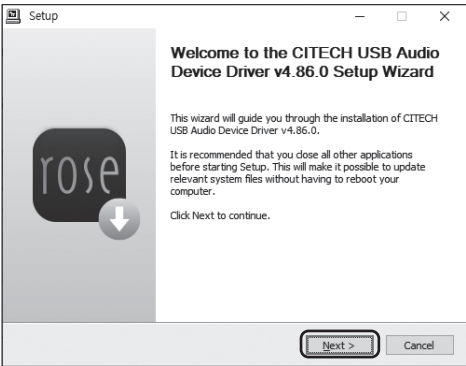 Setup
Welcome to the CITECH USB Audio
Device Driver v4.86.0 Setup Wizard
This wizard will guide you through the installation of CITECH
USB Audio Device Driver v4.86.0.
It is recommended that you close all other applications
before starting Setup. This will make it possible to update
relevant system files without having to reboot your
computer.
Click Next to continue.
rose
Next >
Cancel